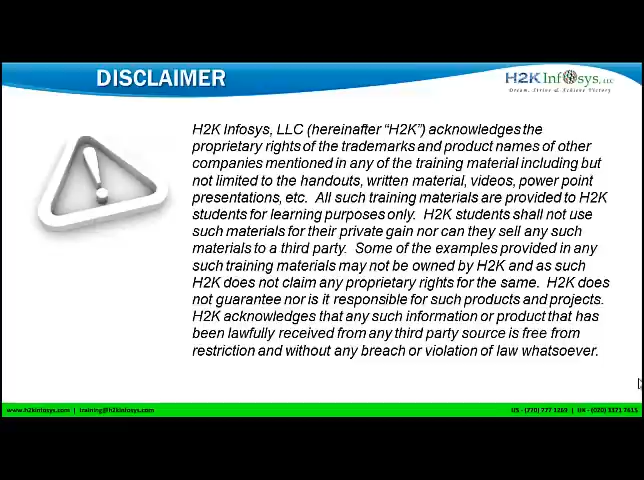 DISCLAIMER
H2K Infosys, LLC
Dream, Strive & Achieve Victory
H2K Infosys, LLC (hereinafter “H2K”) acknowledges the
proprietary rights of the trademarks and product names of other
companies mentioned in any of the training material including but
not limited to the handouts, written material, videos, power point
presentations, etc. All such training materials are provided to H2K
students for learning purposes only. H2K students shall not use
such materials for their private gain nor can they sell any such
materials to a third party. Some of the examples provided in any
such training materials may not be owned by H2K and as such
H2K does not claim any proprietary rights for the same. H2K does
not guarantee nor is it responsible for such products and projects.
H2K acknowledges that any such information or product that has
been lawfully received from any third party source is free from
restriction and without any breach or violation of law whatsoever.
www.h2kinfosys.com | training@h2kinfosys.com
US - (770) 777 1269 | UK - (020) 3371 7615